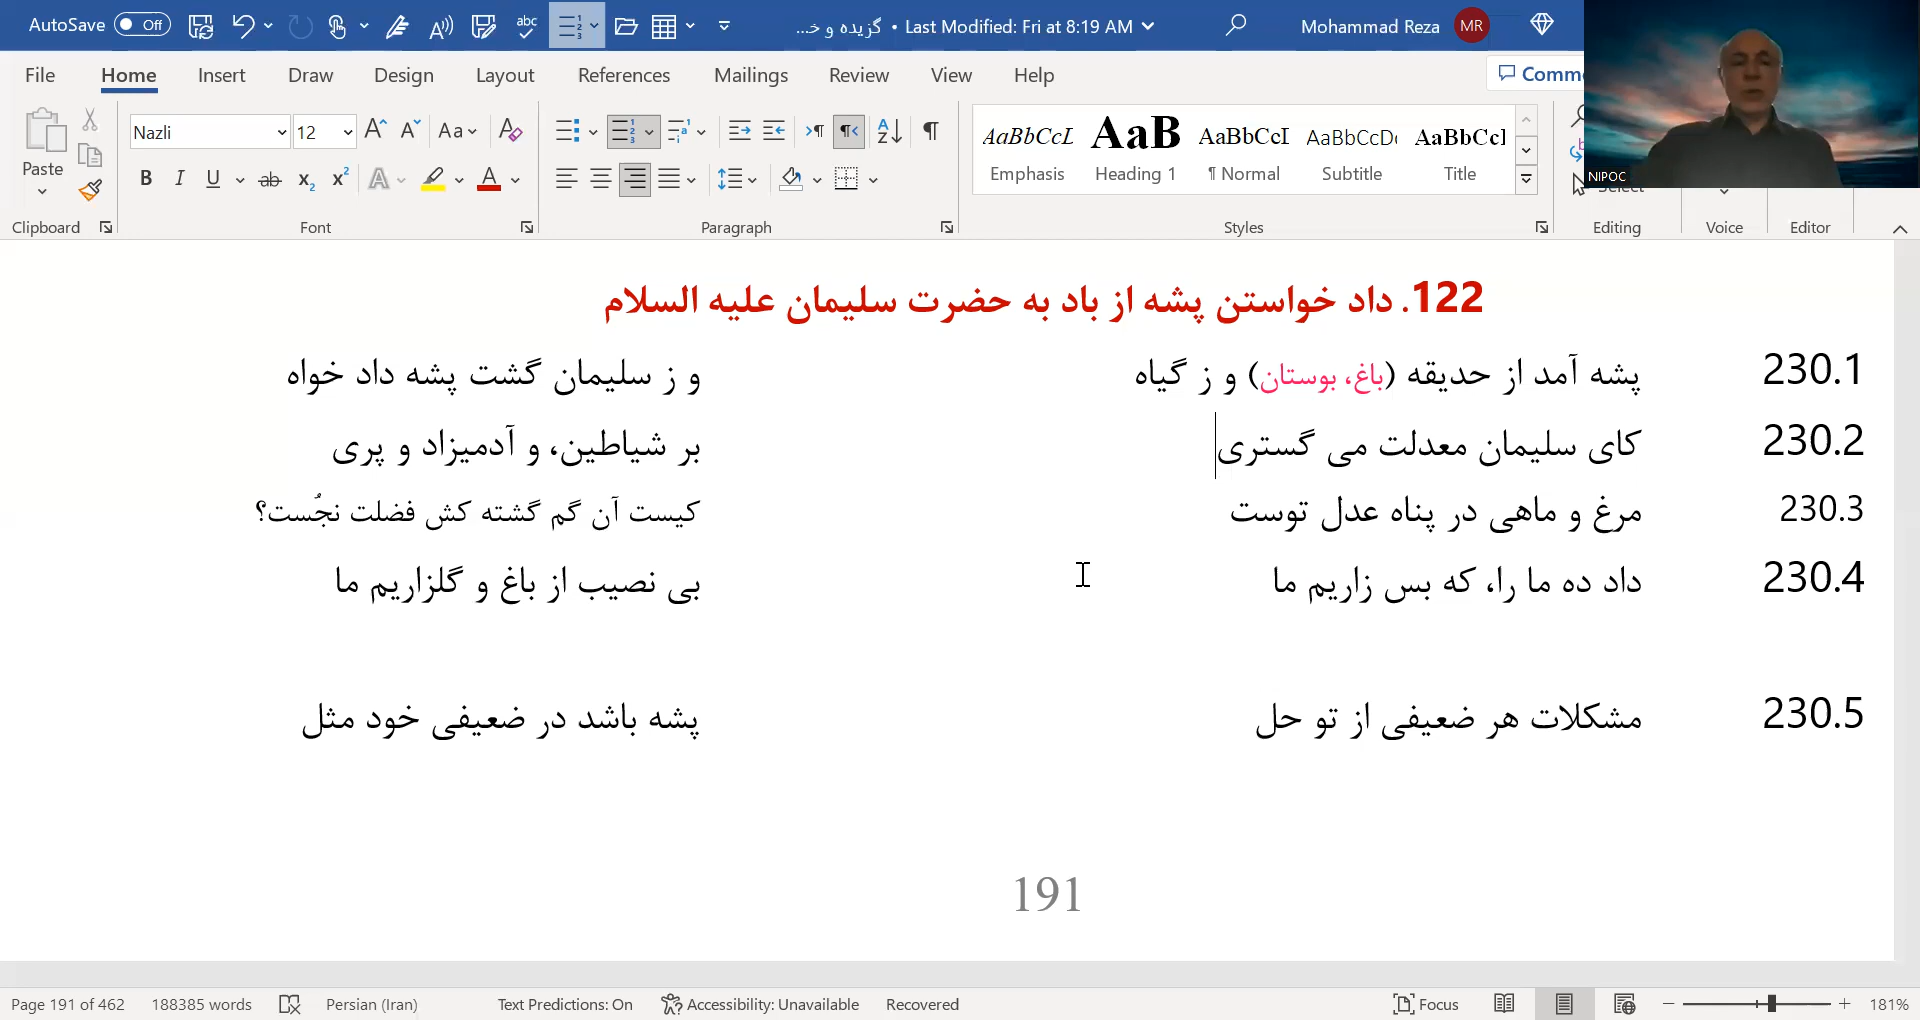 AutoSave Off گزیده و خ... • Last Modified: Fri at 8:19 AM Mohammad Reza MR
File Home Insert Draw Design Layout References Mailings Review View Help
Paste Nazli 12 Aa
B I U ab x₂ x² A A
AaBbCcI AaB AaBbCcI AaBbCcD AaBbCcI
Emphasis Heading 1 ¶ Normal Subtitle Title
Select
NIPOC
Clipboard Font Paragraph Styles Editing Voice Editor
122. داد خواستن پشه از باد به حضرت سلیمان علیه السلام
230.1 پشه آمد از حدیقه (باغ، بوستان) و ز گیاه و ز سلیمان گشت پشه داد خواه
230.2 کای سلیمان معدلت می گستری بر شیاطین، و آدمیزاد و پری
230.3 مرغ و ماهی در پناه عدل توست کیست آن گم گشته کش فضلت نجُست؟
230.4 داد ده ما را، که بس زاریم ما بی نصیب از باغ و گلزاریم ما
230.5 مشکلات هر ضعیفی از تو حل پشه باشد در ضعیفی خود مثل
191
Page 191 of 462 188385 words Persian (Iran) Text Predictions: On Accessibility: Unavailable Recovered Focus 181%